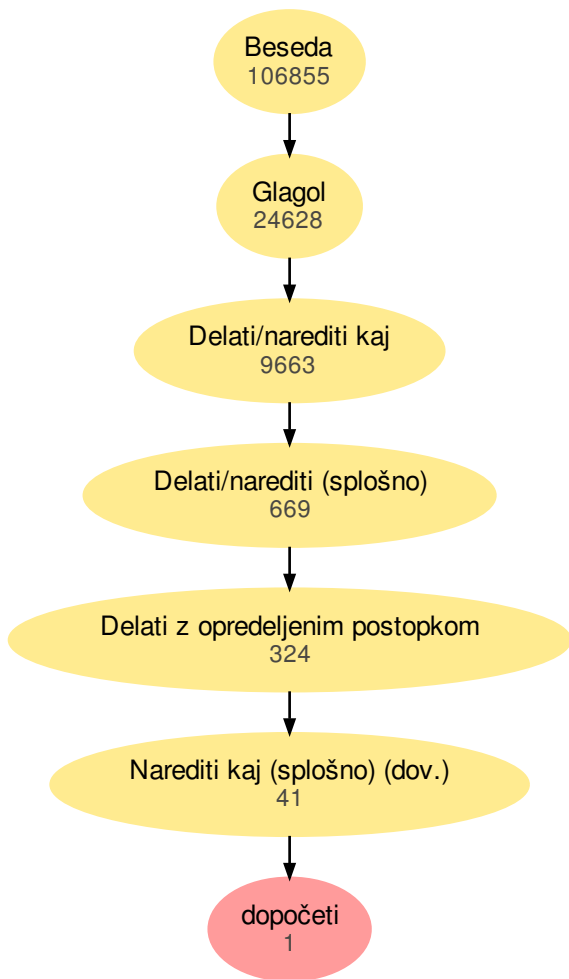 Beseda
106855
Glagol
24628
Delati/narediti kaj
9663
Delati/narediti (splošno)
669
Delati z opredeljenim postopkom
324
Narediti kaj (splošno) (dov.)
41
dopočeti
1